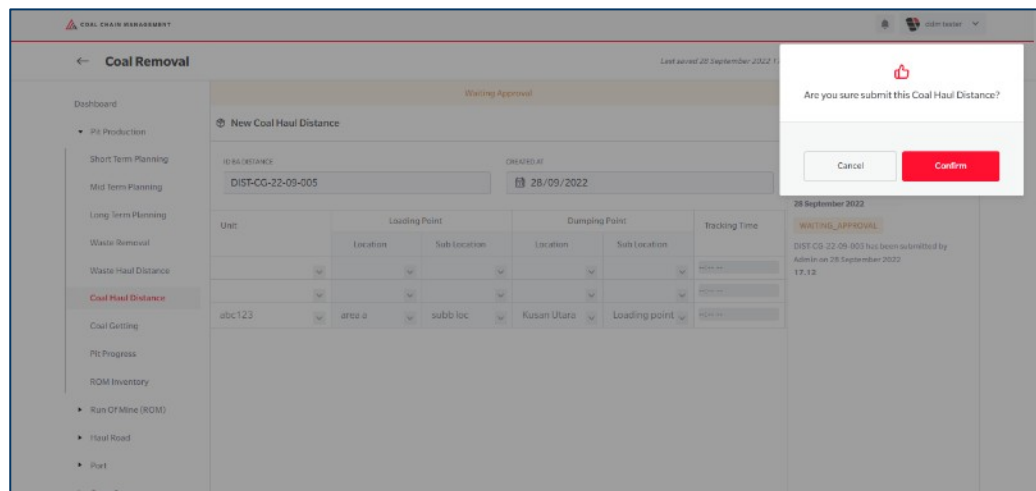 COAL CHAIN MANAGEMENT
ddm tester
← Coal Removal
Last saved 28 September 2022 17
Are you sure submit this Coal Haul Distance?
Cancel
Confirm
Dashboard
Pit Production
Short Term Planning
Mid Term Planning
Long Term Planning
Waste Removal
Waste Haul Distance
Coal Haul Distance
Coal Getting
Pit Progress
ROM Inventory
Run Of Mine (ROM)
Haul Road
Port
Waiting Approval
New Coal Haul Distance
ID BA DISTANCE
CREATED AT
DIST-CG-22-09-005
28/09/2022
Unit
Loading Point
Dumping Point
Tracking Time
Location
Sub Location
Location
Sub Location
--:-- --
--:-- --
abc123
area a
subb loc
Kusan Utara
Loading point
--:-- --
28 September 2022
WAITING_APPROVAL
DIST-CG-22-09-005 has been submitted by
Admin on 28 September 2022
17.12